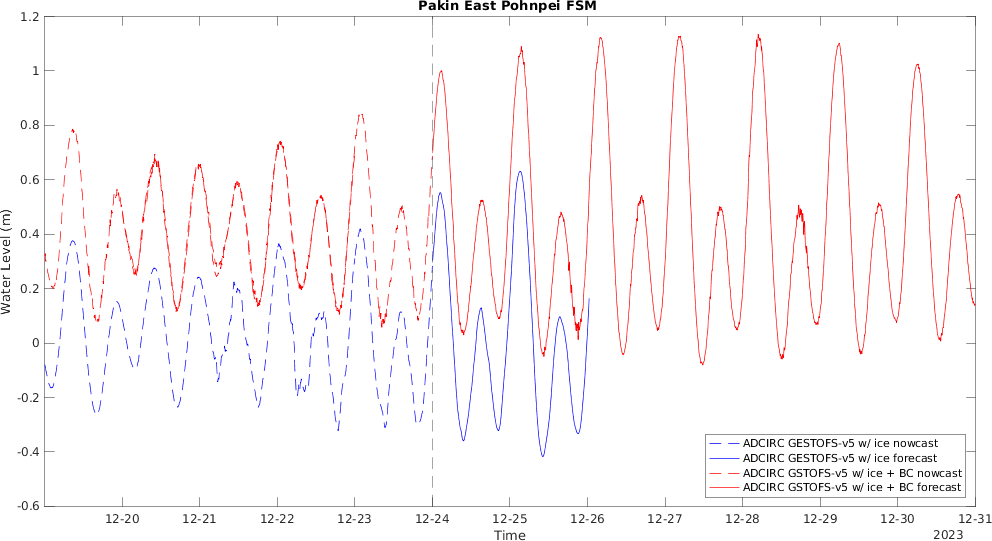 Pakin East Pohnpei FSM
1.2
1
0.8
0.6
0.4
0.2
0
-0.2
-0.4
-0.6
Water Level (m)
12-20 12-21 12-22 12-23 12-24 12-25 12-26 12-27 12-28 12-29 12-30 12-31
Time
2023
ADCIRC GESTOFS-v5 w/ ice nowcast
ADCIRC GESTOFS-v5 w/ ice forecast
ADCIRC GSTOFS-v5 w/ ice + BC nowcast
ADCIRC GSTOFS-v5 w/ ice + BC forecast